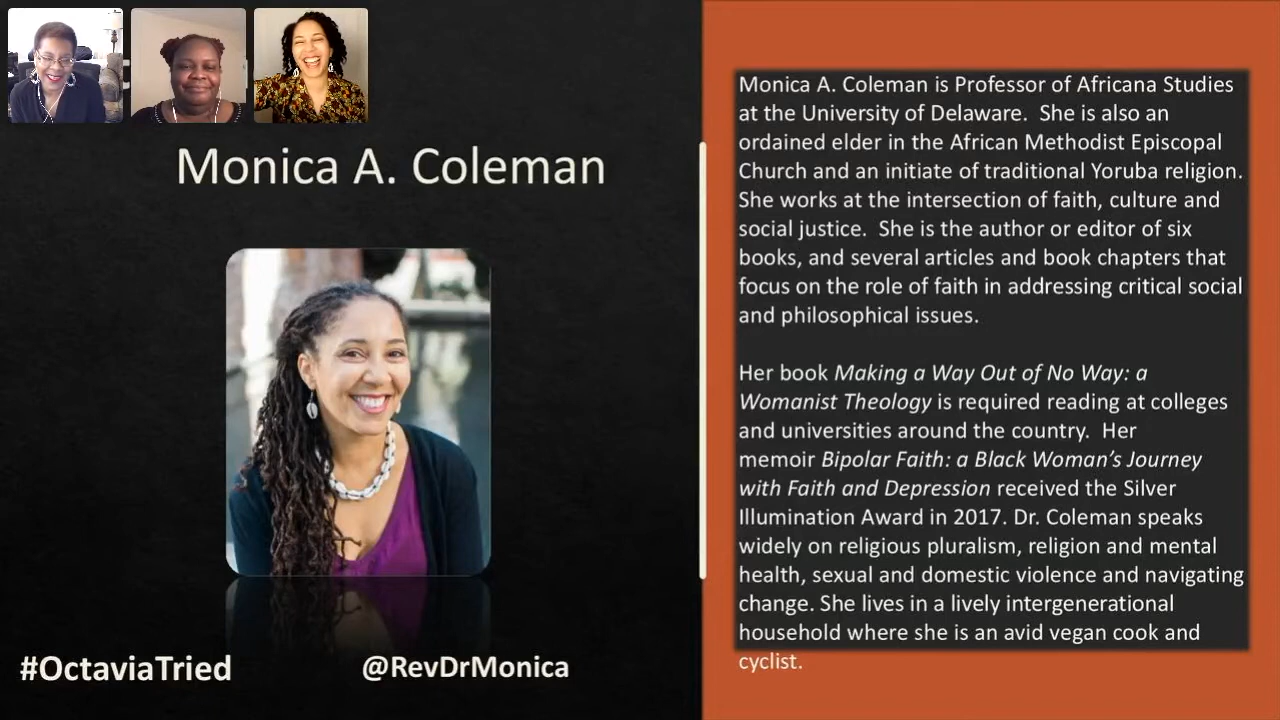 Monica A. Coleman
#OctaviaTried
@RevDrMonica
Monica A. Coleman is Professor of Africana Studies
at the University of Delaware. She is also an
ordained elder in the African Methodist Episcopal
Church and an initiate of traditional Yoruba religion.
She works at the intersection of faith, culture and
social justice. She is the author or editor of six
books, and several articles and book chapters that
focus on the role of faith in addressing critical social
and philosophical issues.
Her book Making a Way Out of No Way: a
Womanist Theology is required reading at colleges
and universities around the country. Her
memoir Bipolar Faith: a Black Woman’s Journey
with Faith and Depression received the Silver
Illumination Award in 2017. Dr. Coleman speaks
widely on religious pluralism, religion and mental
health, sexual and domestic violence and navigating
change. She lives in a lively intergenerational
household where she is an avid vegan cook and
cyclist.